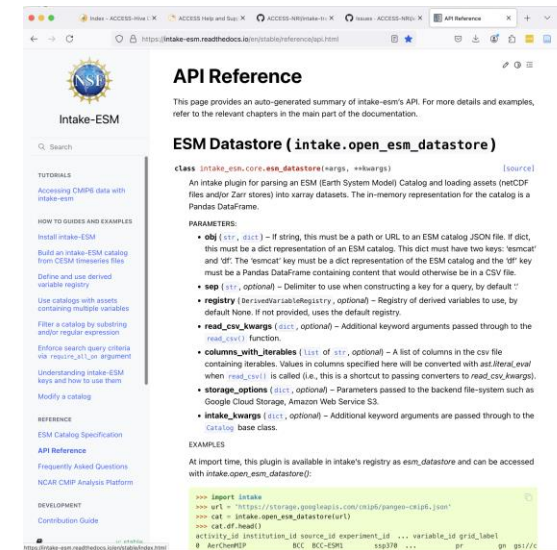 Index - ACCESS-Hive
ACCESS Help and Sup
ACCESS-NRI/intake
Issues · ACCESS-NRI
API Reference
https://intake-esm.readthedocs.io/en/stable/reference/api.html
NSF
Intake-ESM
Search
TUTORIALS
Accessing CMIP6 data with
intake-esm
HOW TO GUIDES AND EXAMPLES
Install intake-ESM
Build an intake-ESM catalog
from CESM timeseries files
Define and use derived
variable registry
Use catalogs with assets
containing multiple variables
Filter a catalog by substring
and/or regular expression
Enforce search query criteria
via require_all_on argument
Understanding intake-ESM
keys and how to use them
Modify a catalog
REFERENCE
ESM Catalog Specification
API Reference
Frequently Asked Questions
NCAR CMIP Analysis Platform
DEVELOPMENT
Contribution Guide
https://intake-esm.readthedocs.io/en/stable/index.html
API Reference
This page provides an auto-generated summary of intake-esm's API. For more details and examples,
refer to the relevant chapters in the main part of the documentation.
ESM Datastore (intake.open_esm_datastore)
class intake_esm.core.esm_datastore(*args, **kwargs) [source]
An intake plugin for parsing an ESM (Earth System Model) Catalog and loading assets (netCDF
files and/or Zarr stores) into xarray datasets. The in-memory representation for the catalog is a
Pandas DataFrame.
PARAMETERS:
• obj (str, dict) – If string, this must be a path or URL to an ESM catalog JSON file. If dict,
this must be a dict representation of an ESM catalog. This dict must have two keys: 'esmcat'
and 'df'. The 'esmcat' key must be a dict representation of the ESM catalog and the 'df' key
must be a Pandas DataFrame containing content that would otherwise be in a CSV file.
• sep (str, optional) – Delimiter to use when constructing a key for a query, by default '.'
• registry (DerivedVariableRegistry, optional) – Registry of derived variables to use, by
default None. If not provided, uses the default registry.
• read_csv_kwargs (dict, optional) – Additional keyword arguments passed through to the
read_csv() function.
• columns_with_iterables (list of str, optional) – A list of columns in the csv file
containing iterables. Values in columns specified here will be converted with ast.literal_eval
when read_csv() is called (i.e., this is a shortcut to passing converters to read_csv_kwargs).
• storage_options (dict, optional) – Parameters passed to the backend file-system such as
Google Cloud Storage, Amazon Web Service S3.
• intake_kwargs (dict, optional) – Additional keyword arguments are passed through to the
Catalog base class.
EXAMPLES
At import time, this plugin is available in intake's registry as esm_datastore and can be accessed
with intake.open_esm_datastore():
>>> import intake
>>> url = "https://storage.googleapis.com/cmip6/pangeo-cmip6.json"
>>> cat = intake.open_esm_datastore(url)
>>> cat.df.head()
activity_id institution_id source_id experiment_id ... variable_id grid_label
0 AerChemMIP BCC BCC-ESM1 ssp370 ... pr gn gs://c